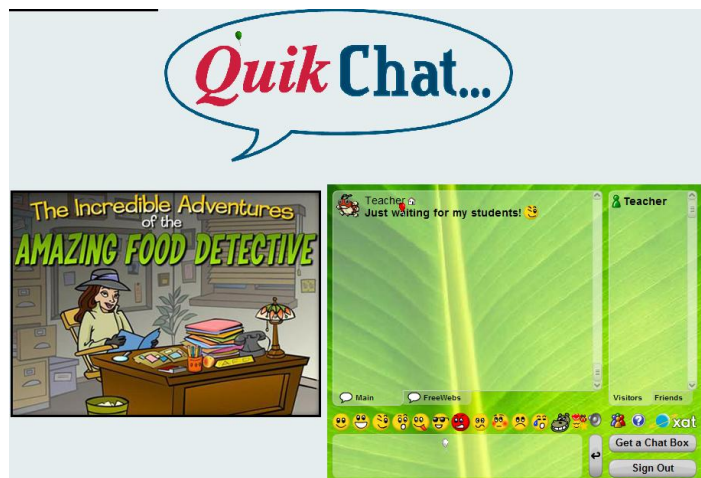 Quik Chat...
The Incredible Adventures
of the
AMAZING FOOD DETECTIVE
Teacher
Just waiting for my students!
Teacher
Main
FreeWebs
Visitors
Friends
xat
Get a Chat Box
Sign Out